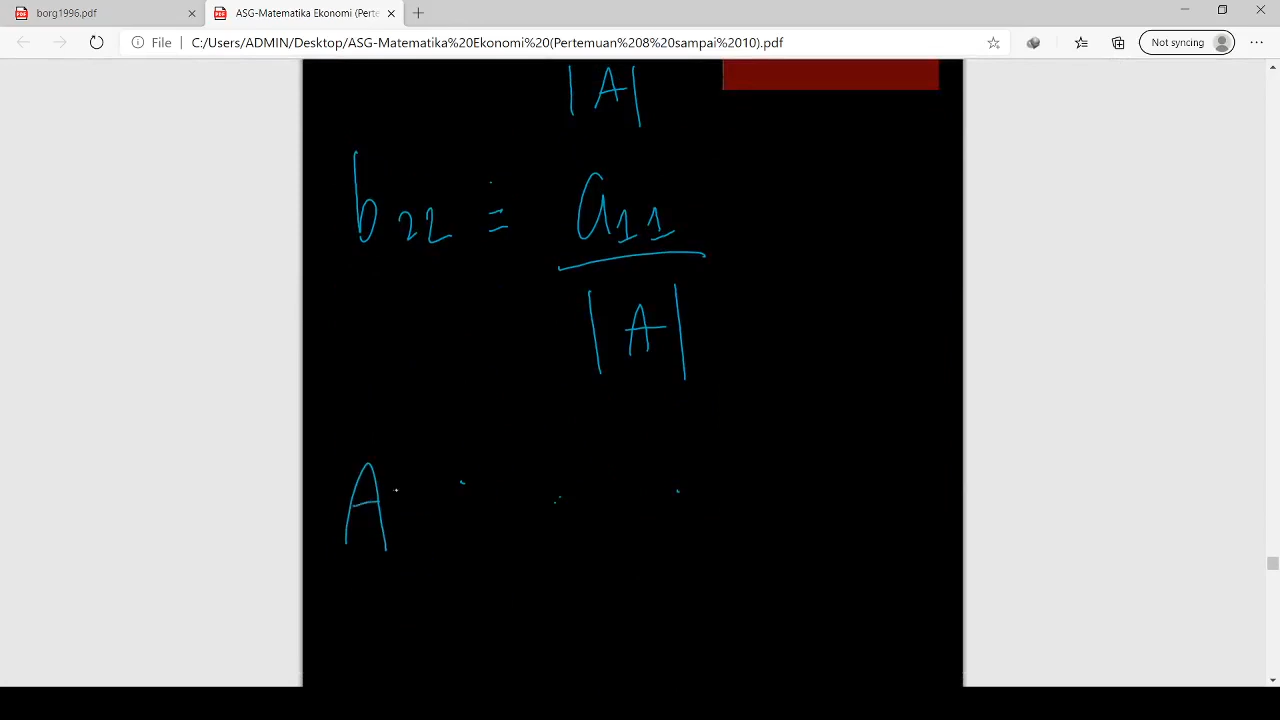 borg1996.pdf
ASG-Matematika Ekonomi (Perte
File
C:/Users/ADMIN/Desktop/ASG-Matematika%20Ekonomi%20(Pertemuan%208%20sampai%2010).pdf
Not syncing
|A|
b22 = a11
|A|
A